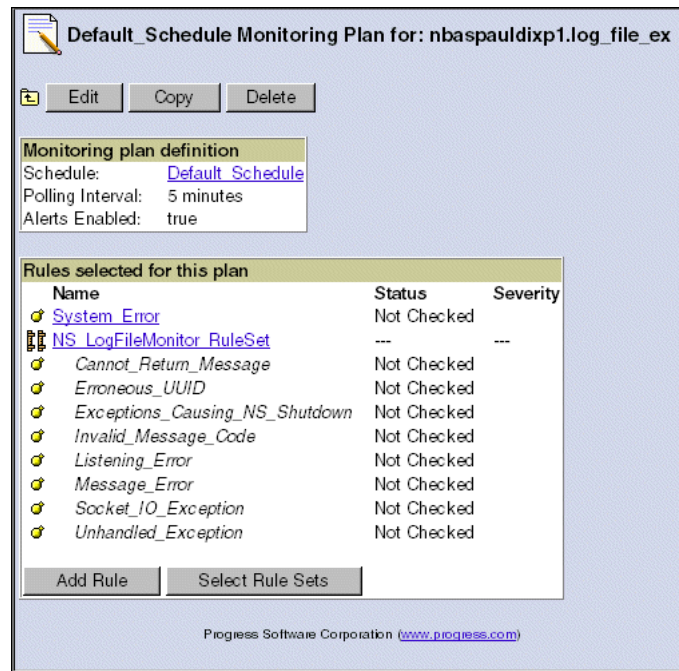 Default_Schedule Monitoring Plan for: nbaspauldixp1.log_file_ex
Edit Copy Delete
Monitoring plan definition
Schedule: Default_Schedule
Polling Interval: 5 minutes
Alerts Enabled: true
Rules selected for this plan
Name Status Severity
System_Error Not Checked
NS_LogFileMonitor_RuleSet --- ---
Cannot_Return_Message Not Checked
Erroneous_UUID Not Checked
Exceptions_Causing_NS_Shutdown Not Checked
Invalid_Message_Code Not Checked
Listening_Error Not Checked
Message_Error Not Checked
Socket_IO_Exception Not Checked
Unhandled_Exception Not Checked
Add Rule Select Rule Sets
Progress Software Corporation (www.progress.com)